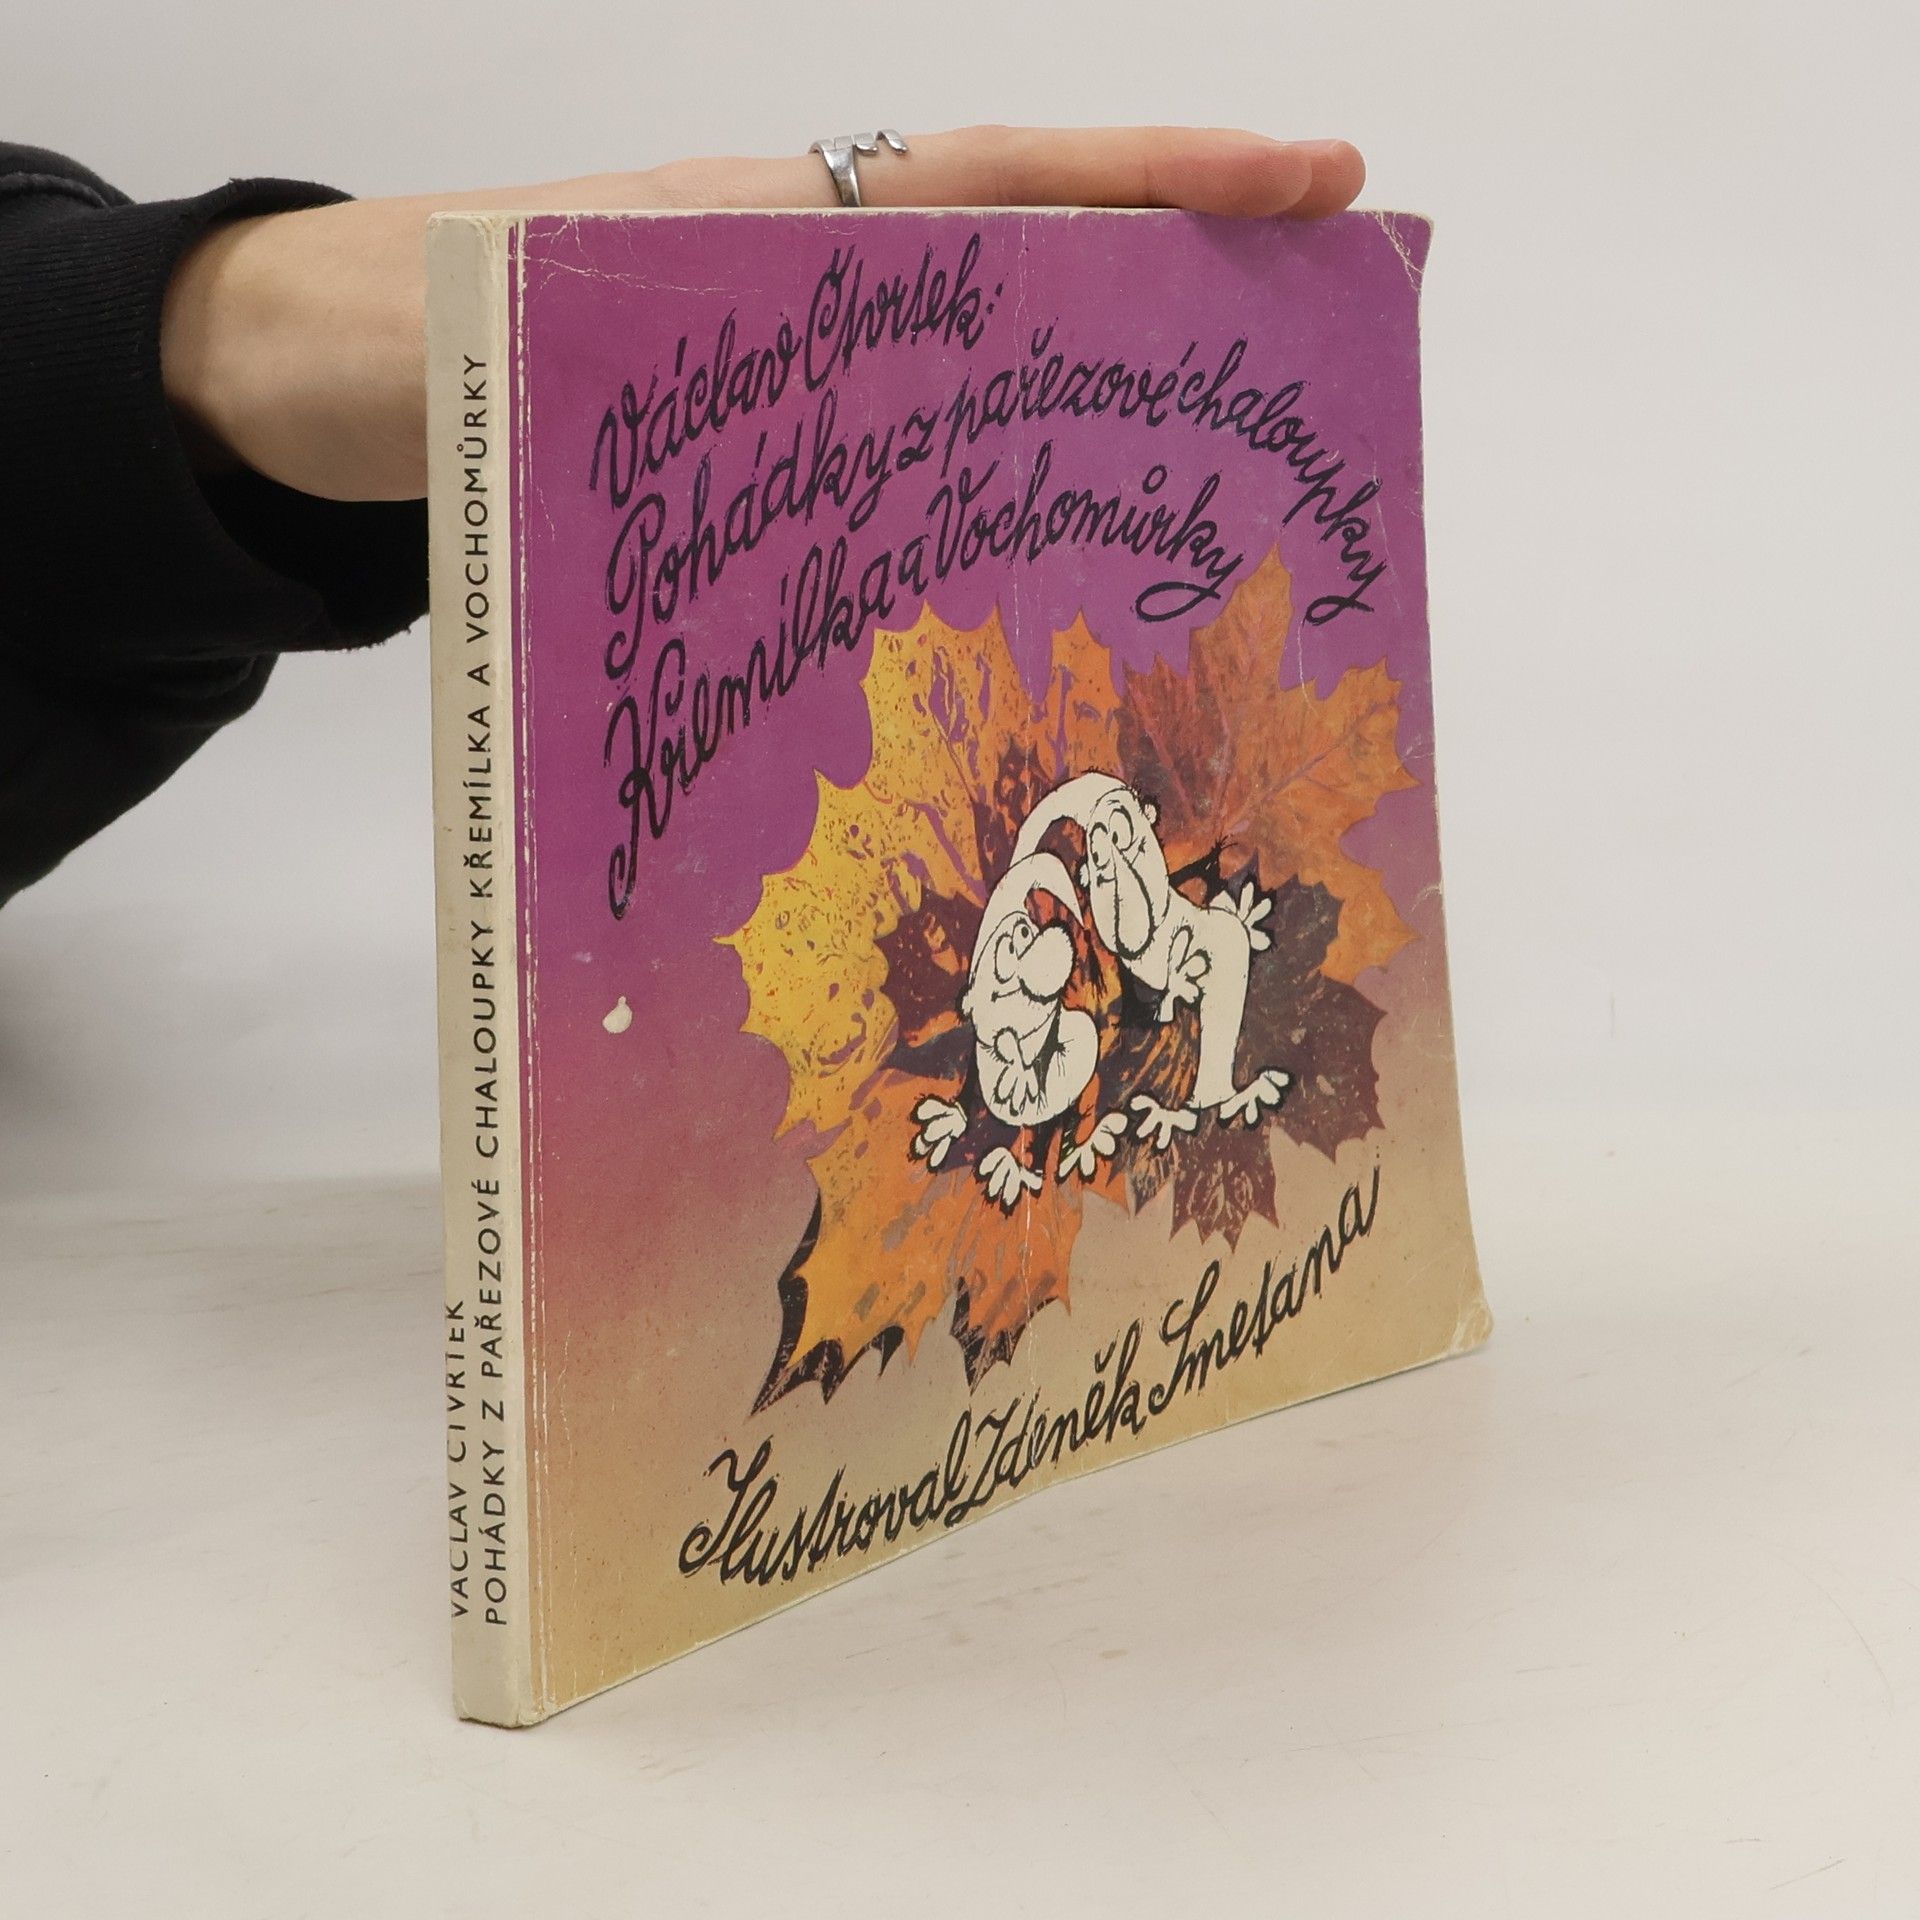 Václav Čtvrtek:
Pohádky z pařezové chaloupky
Křemílka a Vochomůrky
Ilustroval Zdeněk Smetana
VÁCLAV ČTVRTEK
POHÁDKY Z PAŘEZOVÉ CHALOUPKY KŘEMÍLKA A VOCHOMŮRKY